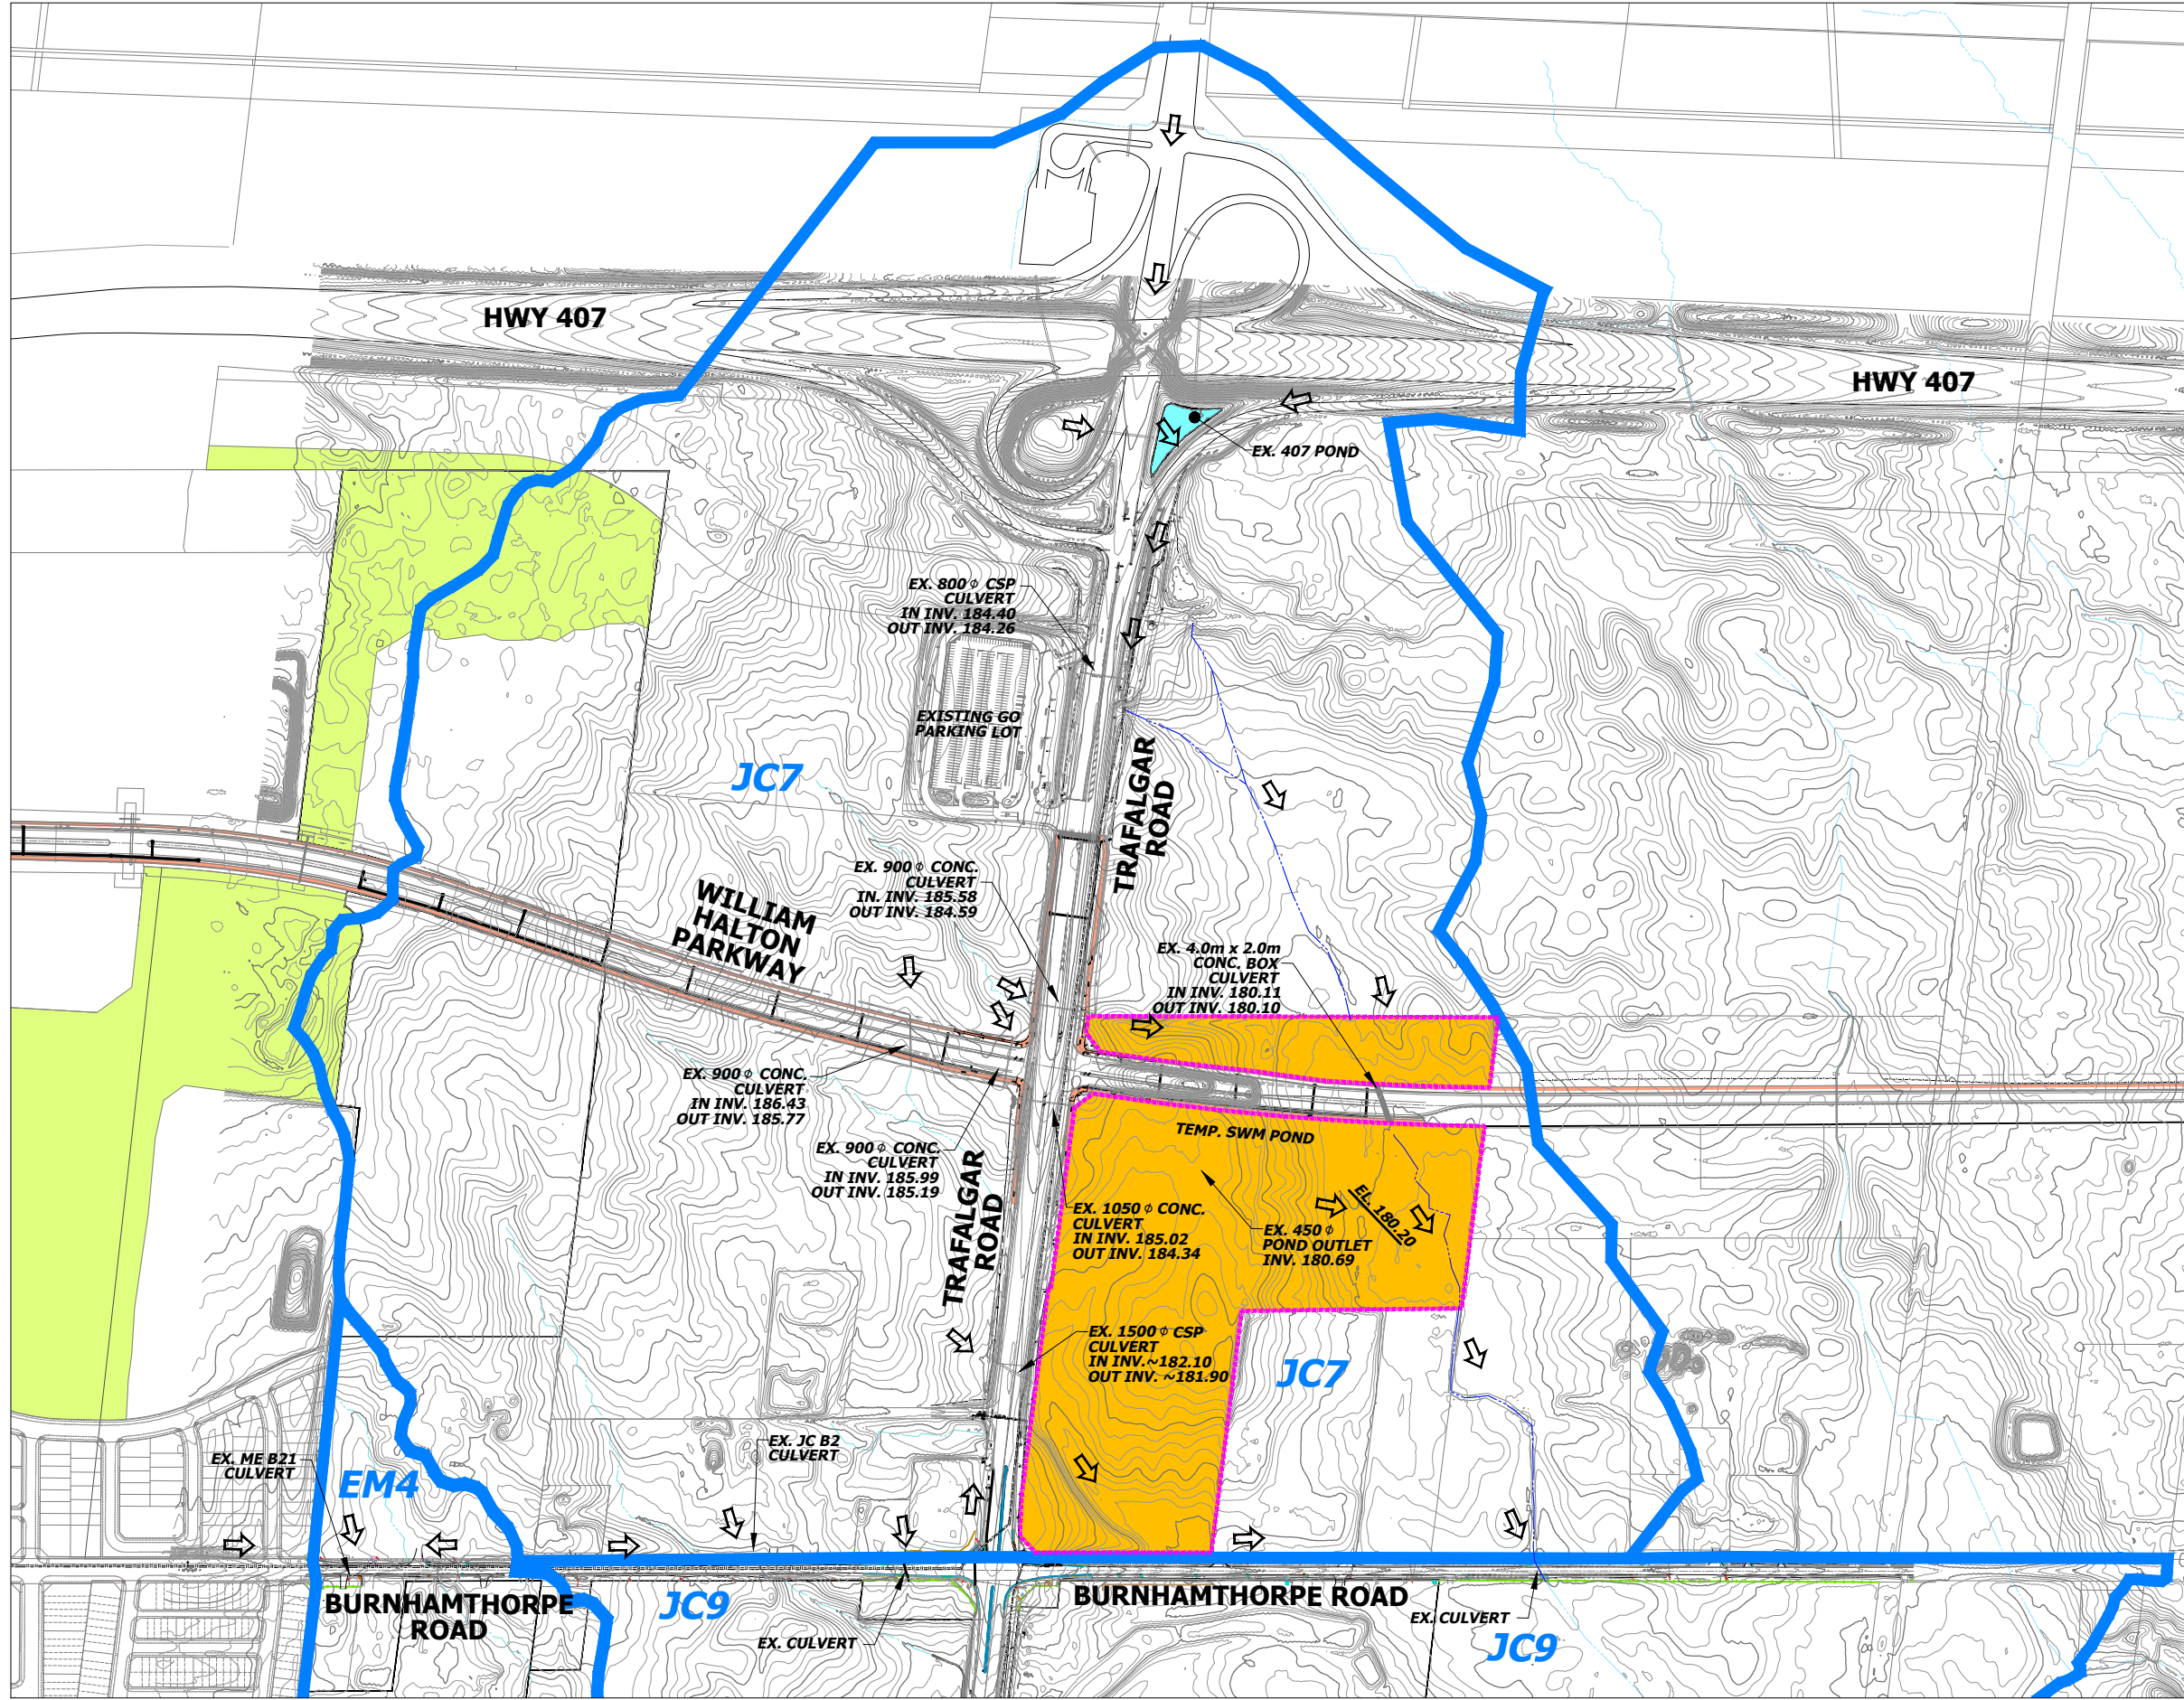 HWY 407
HWY 407
EX. 407 POND
EX. 800 ϕ CSP
CULVERT
IN INV. 184.40
OUT INV. 184.26
EXISTING GO
PARKING LOT
JC7
TRAFALGAR
ROAD
EX. 900 ϕ CONC.
CULVERT
IN. INV. 185.58
OUT INV. 184.59
WILLIAM
HALTON
PARKWAY
EX. 4.0m x 2.0m
CONC. BOX
CULVERT
IN INV. 180.11
OUT INV. 180.10
EX. 900 ϕ CONC.
CULVERT
IN INV. 186.43
OUT INV. 185.77
TEMP. SWM POND
EX. 900 ϕ CONC.
CULVERT
IN INV. 185.99
OUT INV. 185.19
TRAFALGAR
ROAD
EX. 1050 ϕ CONC.
CULVERT
IN INV. 185.02
OUT INV. 184.34
EX. 450 ϕ
POND OUTLET
INV. 180.69
EL. 180.20
EX. 1500 ϕ CSP
CULVERT
IN INV.~182.10
OUT INV. ~181.90
JC7
EX. JC B2
CULVERT
EX. ME B21
CULVERT
EM4
BURNHAMTHORPE
ROAD
JC9
BURNHAMTHORPE ROAD
EX. CULVERT
EX. CULVERT
JC9